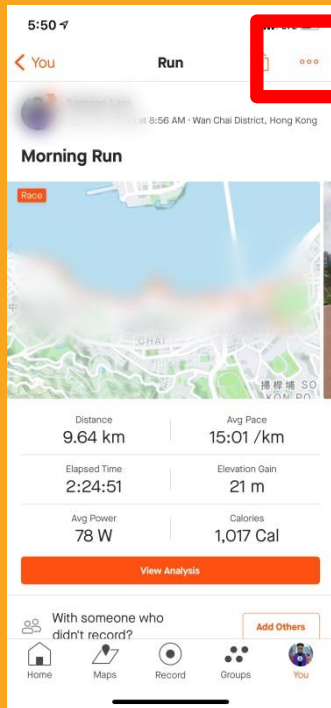 5:50
You
Run
at 8:56 AM · Wan Chai District, Hong Kong
Morning Run
Race
CHAI
掃桿埔 SO
KON PO
Distance
Avg Pace
9.64 km
15:01 /km
Elapsed Time
Elevation Gain
2:24:51
21 m
Avg Power
Calories
78 W
1,017 Cal
View Analysis
With someone who
didn't record?
Add Others
Home
Maps
Record
Groups
You